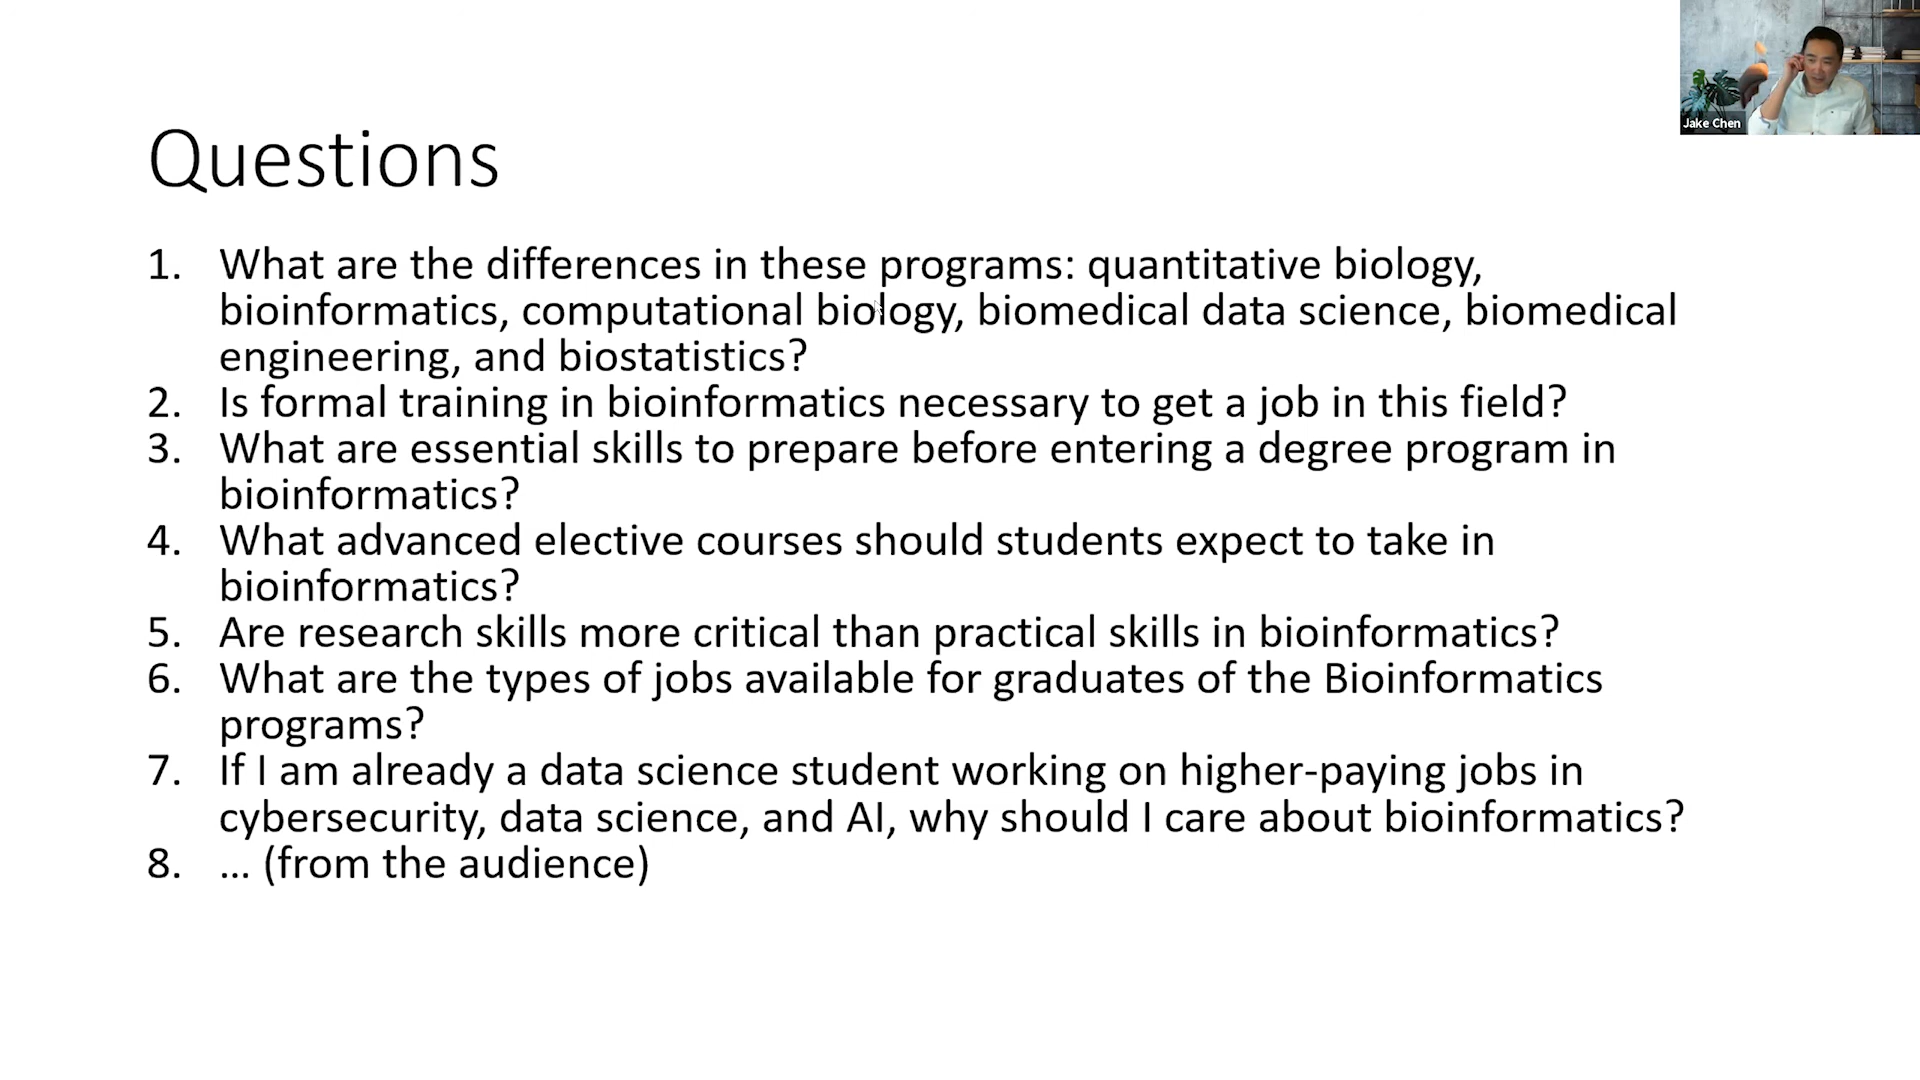 Jake Chen
Questions
1. What are the differences in these programs: quantitative biology,
bioinformatics, computational biology, biomedical data science, biomedical
engineering, and biostatistics?
2. Is formal training in bioinformatics necessary to get a job in this field?
3. What are essential skills to prepare before entering a degree program in
bioinformatics?
4. What advanced elective courses should students expect to take in
bioinformatics?
5. Are research skills more critical than practical skills in bioinformatics?
6. What are the types of jobs available for graduates of the Bioinformatics
programs?
7. If I am already a data science student working on higher-paying jobs in
cybersecurity, data science, and AI, why should I care about bioinformatics?
8. ... (from the audience)